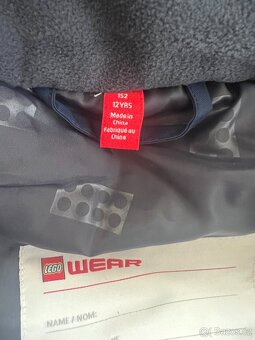 152
12YRS
Made in
China
Fabriqué au
Chine
LEGO WEAR
NAME / NOM: